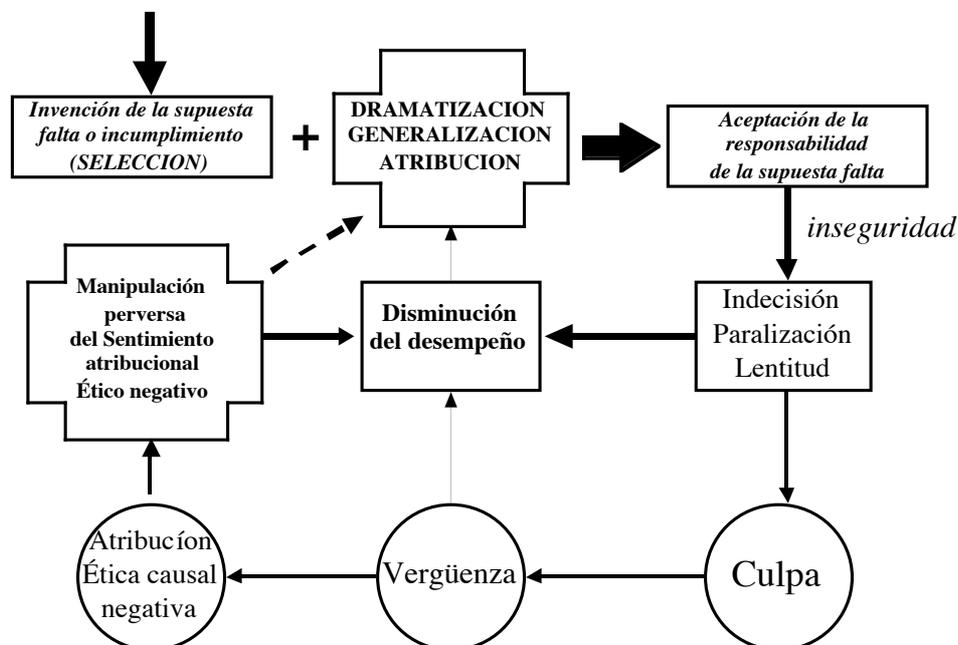 Invención de la supuesta
falta o incumplimiento
(SELECCION)
+
DRAMATIZACION
GENERALIZACION
ATRIBUCION
Aceptación de la
responsabilidad
de la supuesta falta
inseguridad
Manipulación
perversa
del Sentimiento
atribucional
Ético negativo
Disminución
del desempeño
Indecisión
Paralización
Lentitud
Atribucíon
Ética causal
negativa
Vergüenza
Culpa